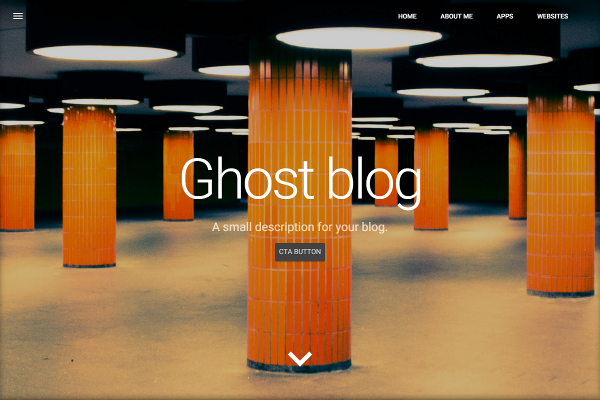 HOME ABOUT ME APPS WEBSITES
Ghost blog
A small description for your blog.
CTA BUTTON